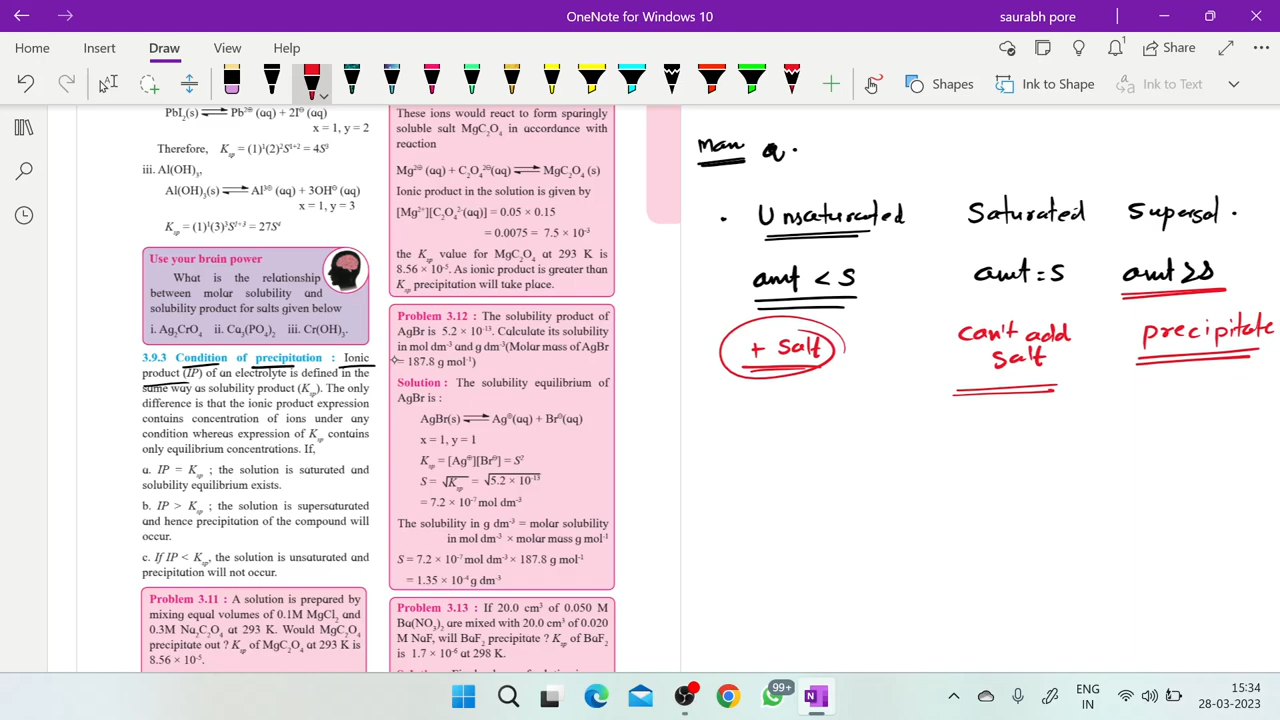 OneNote for Windows 10
saurabh pore
Home
Insert
Draw
View
Help
Share
Shapes
Ink to Shape
Ink to Text
PbI2(s) ⇌ Pb2⊕ (aq) + 2I⊖ (aq)
x = 1, y = 2
Therefore, Ksp = (1)1(2)2S1+2 = 4S3
iii. Al(OH)3,
Al(OH)3(s) ⇌ Al3⊕ (aq) + 3OH⊖ (aq)
x = 1, y = 3
Ksp = (1)1(3)3S1+3 = 27S4
Use your brain power
What is the relationship
between molar solubility and
solubility product for salts given below
i. Ag2CrO4 ii. Ca3(PO4)2 iii. Cr(OH)3.
3.9.3 Condition of precipitation : Ionic
product (IP) of an electrolyte is defined in the
same way as solubility product (Ksp). The only
difference is that the ionic product expression
contains concentration of ions under any
condition whereas expression of Ksp contains
only equilibrium concentrations. If,
a. IP = Ksp ; the solution is saturated and
solubility equilibrium exists.
b. IP > Ksp ; the solution is supersaturated
and hence precipitation of the compound will
occur.
c. If IP < Ksp, the solution is unsaturated and
precipitation will not occur.
Problem 3.11 : A solution is prepared by
mixing equal volumes of 0.1M MgCl2 and
0.3M Na2C2O4 at 293 K. Would MgC2O4
precipitate out ? Ksp of MgC2O4 at 293 K is
8.56 × 10-5.
These ions would react to form sparingly
soluble salt MgC2O4 in accordance with
reaction
Mg2⊕ (aq) + C2O42⊖(aq) ⇌ MgC2O4 (s)
Ionic product in the solution is given by
[Mg2+][C2O42-(aq)] = 0.05 × 0.15
= 0.0075 = 7.5 × 10-3
the Ksp value for MgC2O4 at 293 K is
8.56 × 10-5. As ionic product is greater than
Ksp precipitation will take place.
Problem 3.12 : The solubility product of
AgBr is 5.2 × 10-13. Calculate its solubility
in mol dm-3 and g dm-3(Molar mass of AgBr
= 187.8 g mol-1)
Solution : The solubility equilibrium of
AgBr is :
AgBr(s) ⇌ Ag⊕(aq) + Br⊖(aq)
x = 1, y = 1
Ksp = [Ag⊕][Br⊖] = S2
S = √Ksp = √5.2 × 10-13
= 7.2 × 10-7 mol dm-3
The solubility in g dm-3 = molar solubility
in mol dm-3 × molar mass g mol-1
S = 7.2 × 10-7 mol dm-3 × 187.8 g mol-1
= 1.35 × 10-4 g dm-3
Problem 3.13 : If 20.0 cm3 of 0.050 M
Ba(NO3)2 are mixed with 20.0 cm3 of 0.020
M NaF, will BaF2 precipitate ? Ksp of BaF2
is 1.7 × 10-6 at 298 K.
Man a.
Unsaturated Saturated Supersol.
amt < S amt = S amt > S
+ salt can't add salt precipitate
99+
ENG
IN
15:34
28-03-2023